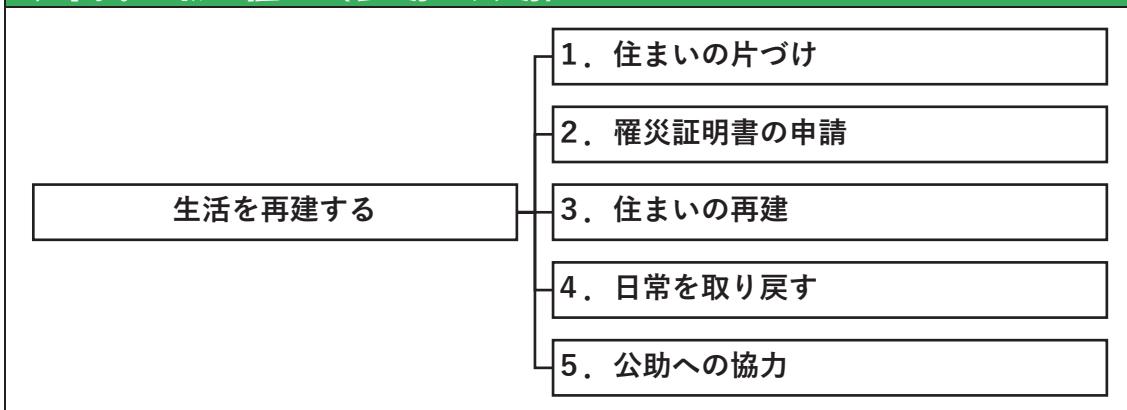 生活を再建する
1．住まいの片づけ
2．罹災証明書の申請
3．住まいの再建
4．日常を取り戻す
5．公助への協力